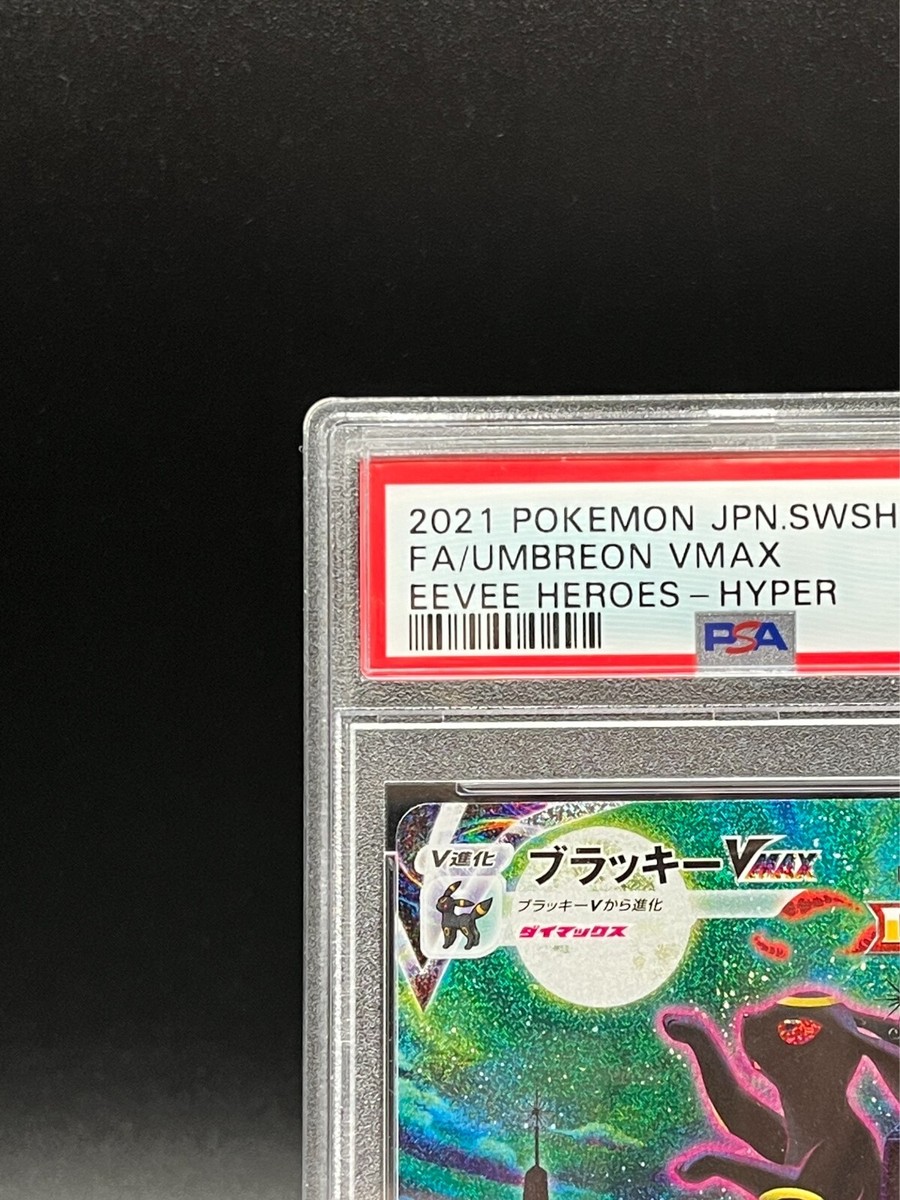 2021 POKEMON JPN.SWSH
FA/UMBREON VMAX
EEVEE HEROES – HYPER
PSA
V進化
ブラッキーVMAX
ブラッキーVから進化
ダイマックス